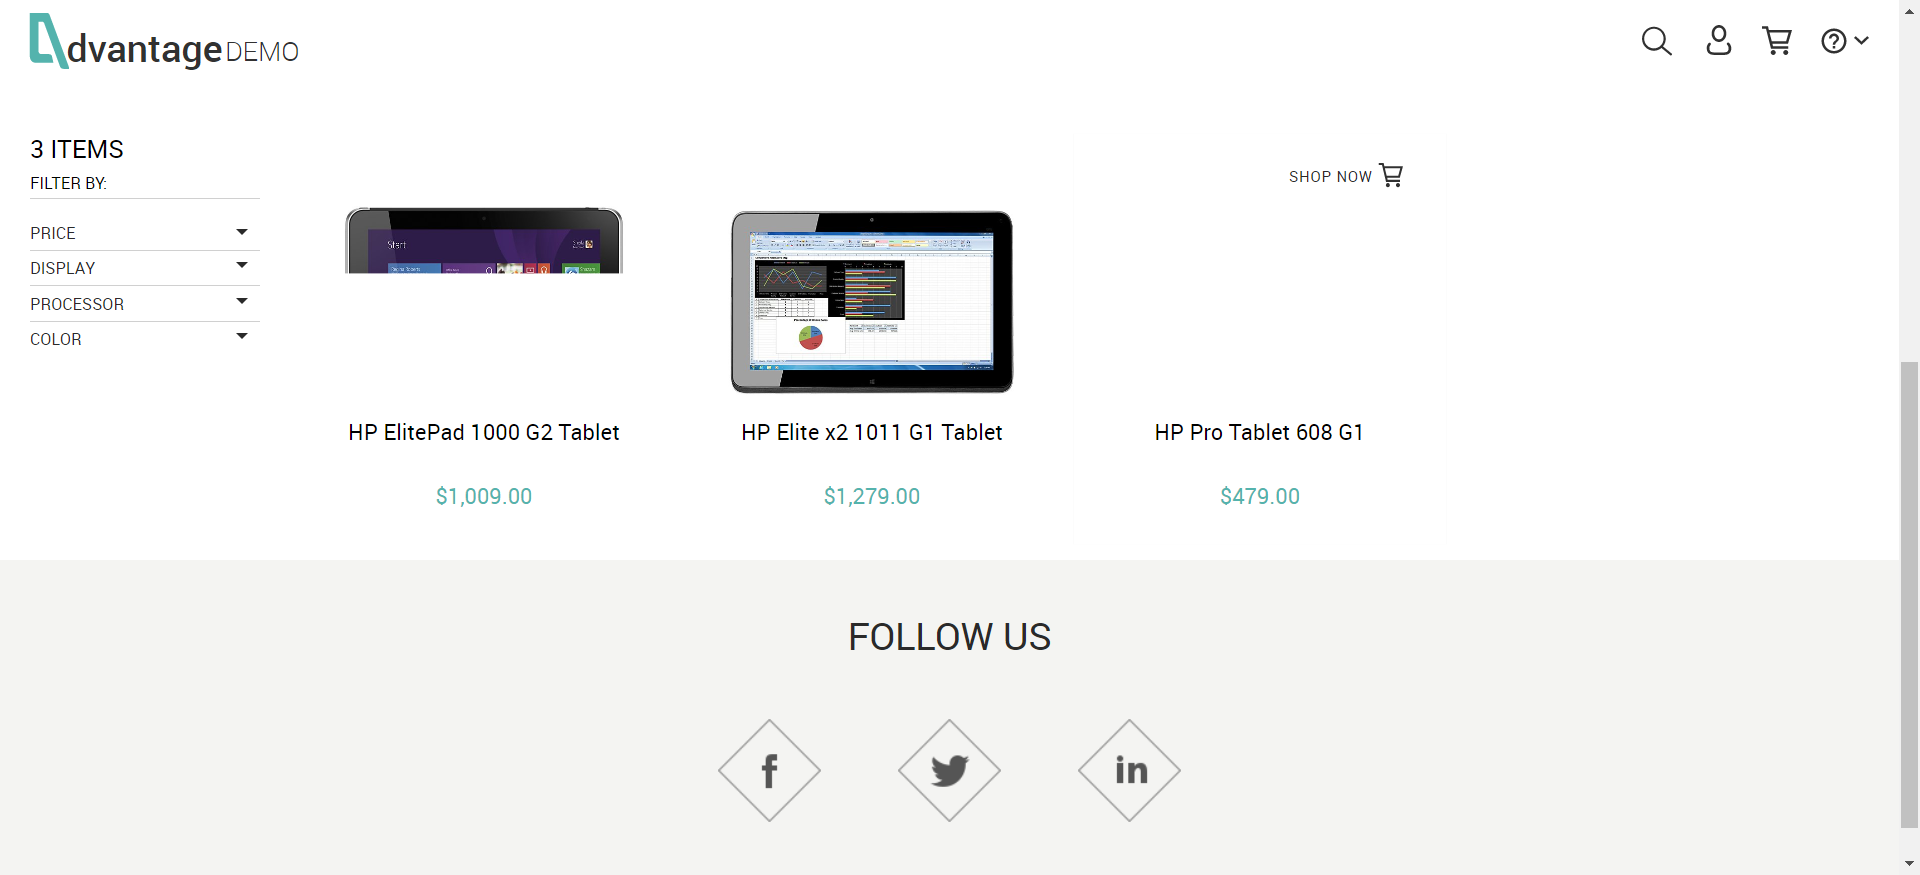 dvantage DEMO
3 ITEMS
FILTER BY:
PRICE
DISPLAY
PROCESSOR
COLOR
SHOP NOW
Start
HP ElitePad 1000 G2 Tablet
$1,009.00
HP Elite x2 1011 G1 Tablet
$1,279.00
HP Pro Tablet 608 G1
$479.00
FOLLOW US
f
in